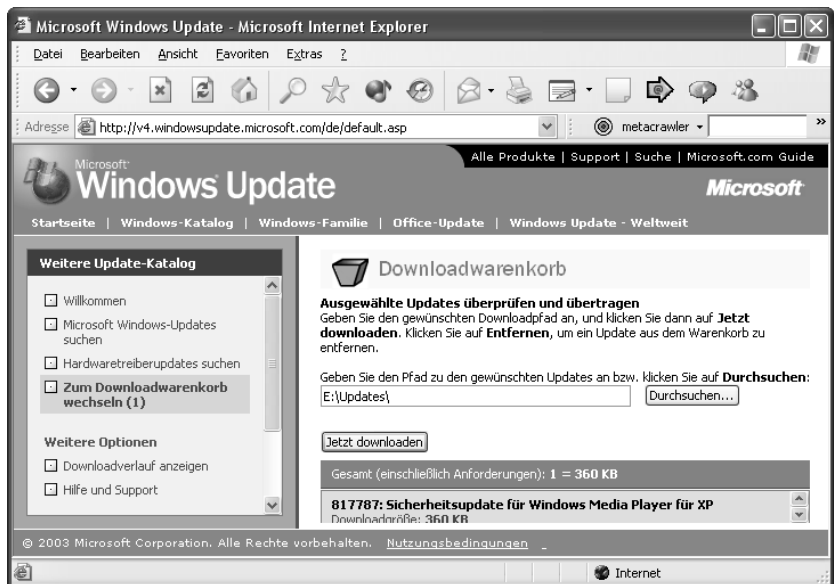 Microsoft Windows Update - Microsoft Internet Explorer
Datei Bearbeiten Ansicht Favoriten Extras ?
Adresse http://v4.windowsupdate.microsoft.com/de/default.asp metacrawler »
Alle Produkte | Support | Suche | Microsoft.com Guide
Microsoft
Windows Update
Microsoft
Startseite | Windows-Katalog | Windows-Familie | Office-Update | Windows Update - Weltweit
Weitere Update-Katalog
Willkommen
Microsoft Windows-Updates
suchen
Hardwaretreiberupdates suchen
Zum Downloadwarenkorb
wechseln (1)
Weitere Optionen
Downloadverlauf anzeigen
Hilfe und Support
Downloadwarenkorb
Ausgewählte Updates überprüfen und übertragen
Geben Sie den gewünschten Downloadpfad an, und klicken Sie dann auf Jetzt
downloaden. Klicken Sie auf Entfernen, um ein Update aus dem Warenkorb zu
entfernen.
Geben Sie den Pfad zu den gewünschten Updates an bzw. klicken Sie auf Durchsuchen:
E:\Updates\ Durchsuchen...
Jetzt downloaden
Gesamt (einschließlich Anforderungen): 1 = 360 KB
817787: Sicherheitsupdate für Windows Media Player für XP
Downloadgröße: 360 KB
© 2003 Microsoft Corporation. Alle Rechte vorbehalten. Nutzungsbedingungen
Internet